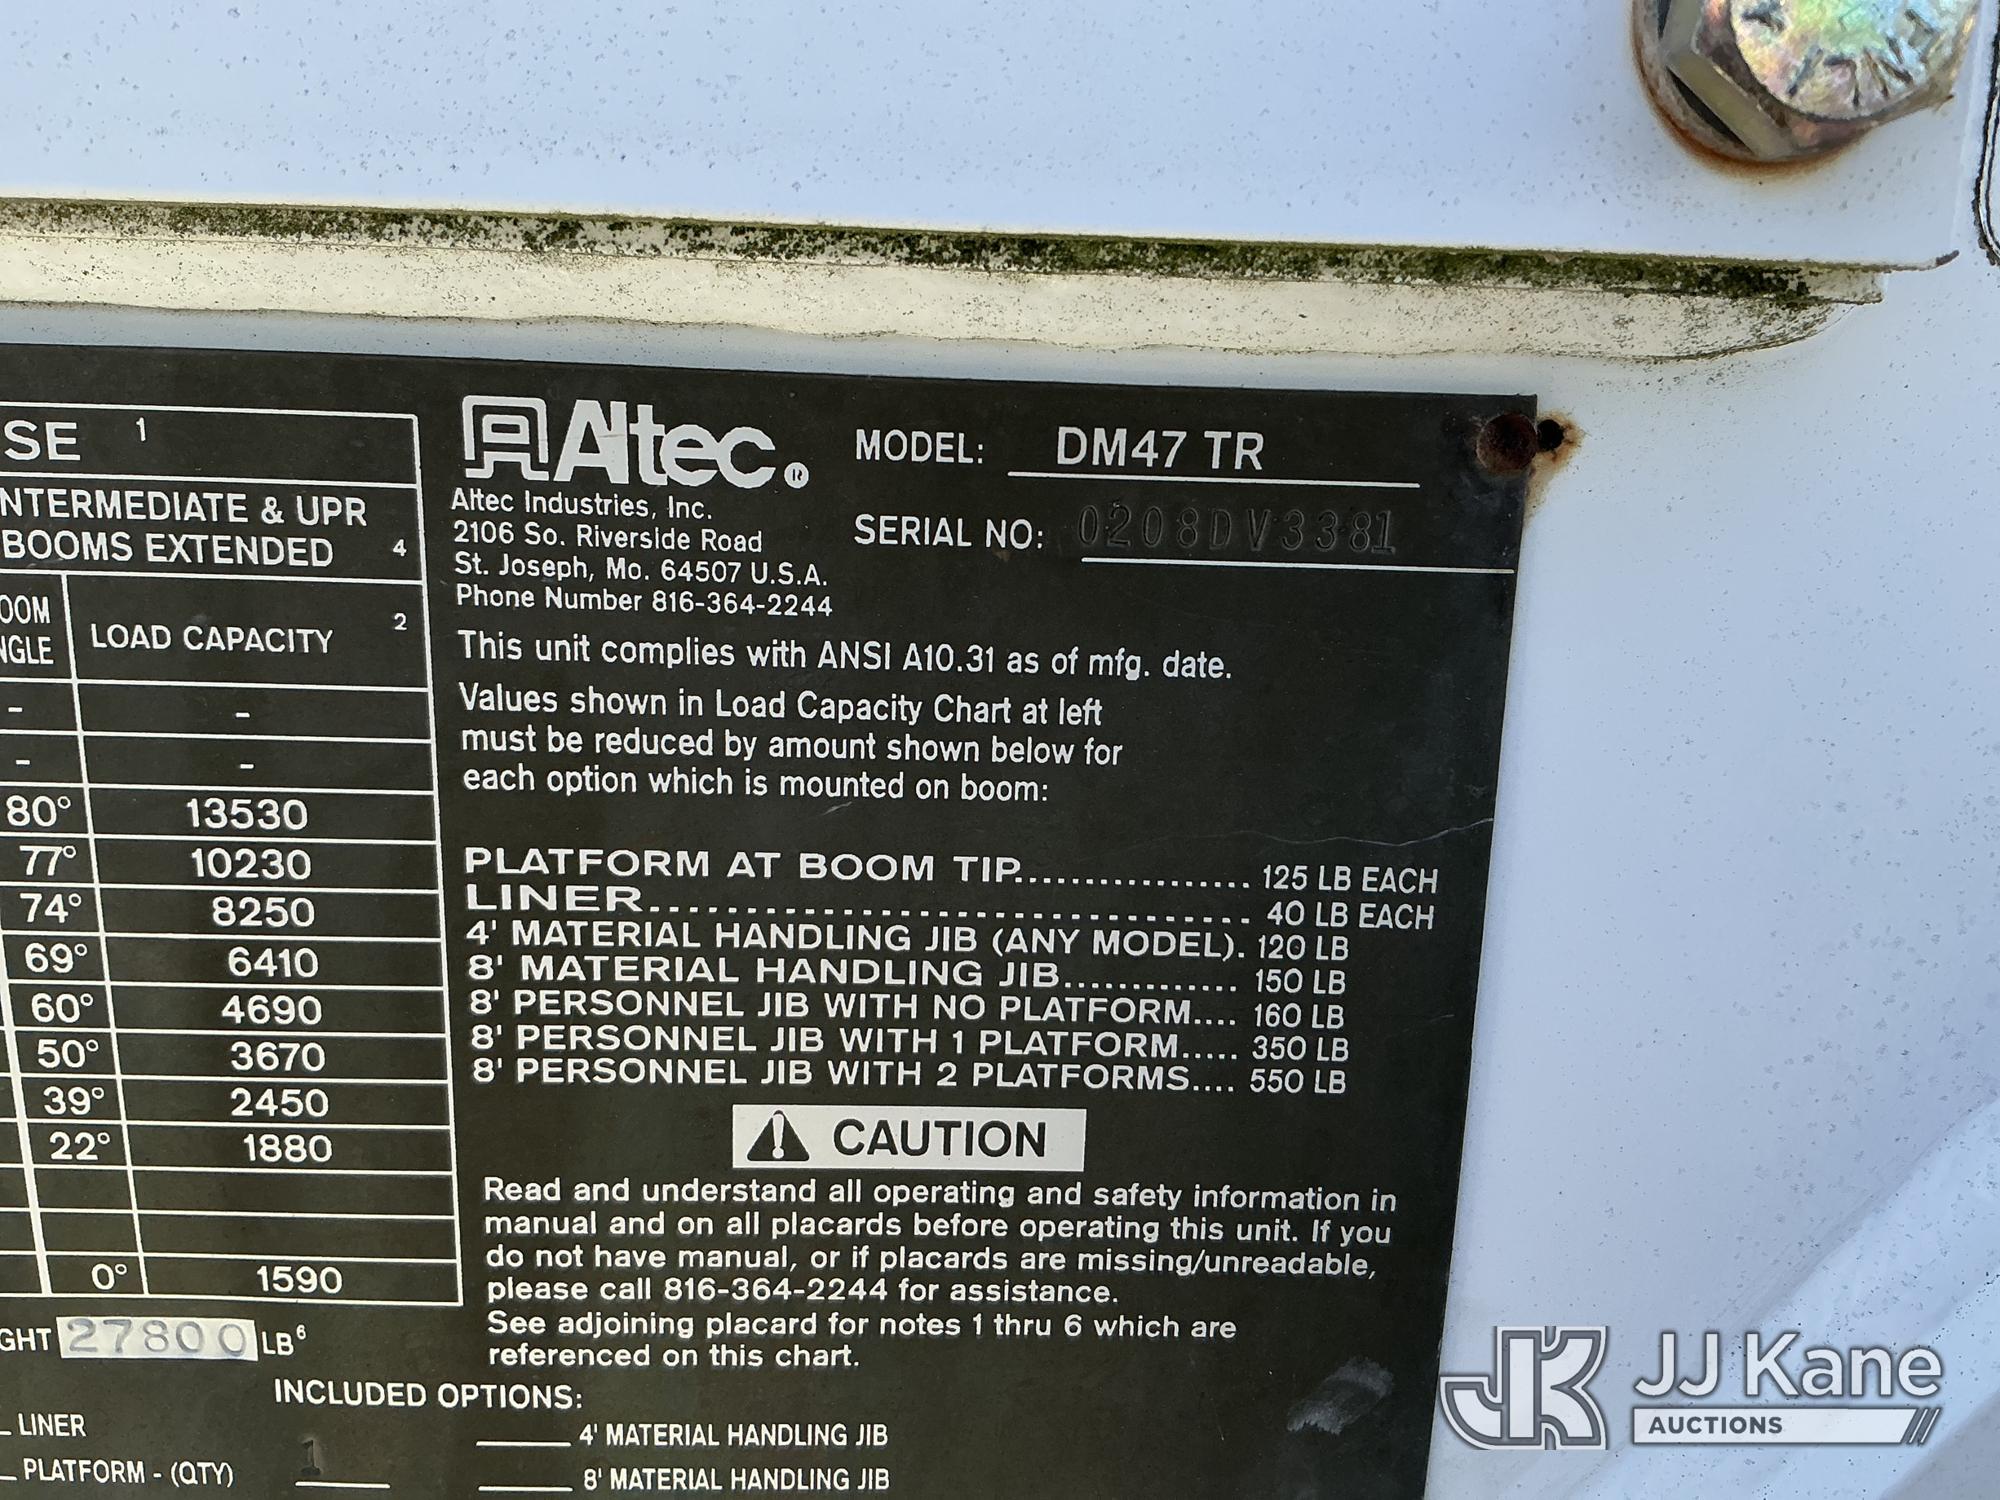 SE 1
NTERMEDIATE & UPR
BOOMS EXTENDED 4
OOM
NGLE
LOAD CAPACITY 2
- -
- -
80° 13530
77° 10230
74° 8250
69° 6410
60° 4690
50° 3670
39° 2450
22° 1880
0° 1590
GHT 27800 LB6
Altec®
Altec Industries, Inc.
2106 So. Riverside Road
St. Joseph, Mo. 64507 U.S.A.
Phone Number 816-364-2244
MODEL: DM47 TR
SERIAL NO: 0208DV3381
This unit complies with ANSI A10.31 as of mfg. date.
Values shown in Load Capacity Chart at left
must be reduced by amount shown below for
each option which is mounted on boom:
PLATFORM AT BOOM TIP................. 125 LB EACH
LINER................................ 40 LB EACH
4' MATERIAL HANDLING JIB (ANY MODEL). 120 LB
8' MATERIAL HANDLING JIB............. 150 LB
8' PERSONNEL JIB WITH NO PLATFORM.... 160 LB
8' PERSONNEL JIB WITH 1 PLATFORM..... 350 LB
8' PERSONNEL JIB WITH 2 PLATFORMS.... 550 LB
CAUTION
Read and understand all operating and safety information in
manual and on all placards before operating this unit. If you
do not have manual, or if placards are missing/unreadable,
please call 816-364-2244 for assistance.
See adjoining placard for notes 1 thru 6 which are
referenced on this chart.
INCLUDED OPTIONS:
LINER
PLATFORM - (QTY) 1
4' MATERIAL HANDLING JIB
8' MATERIAL HANDLING JIB
JK JJ Kane
AUCTIONS